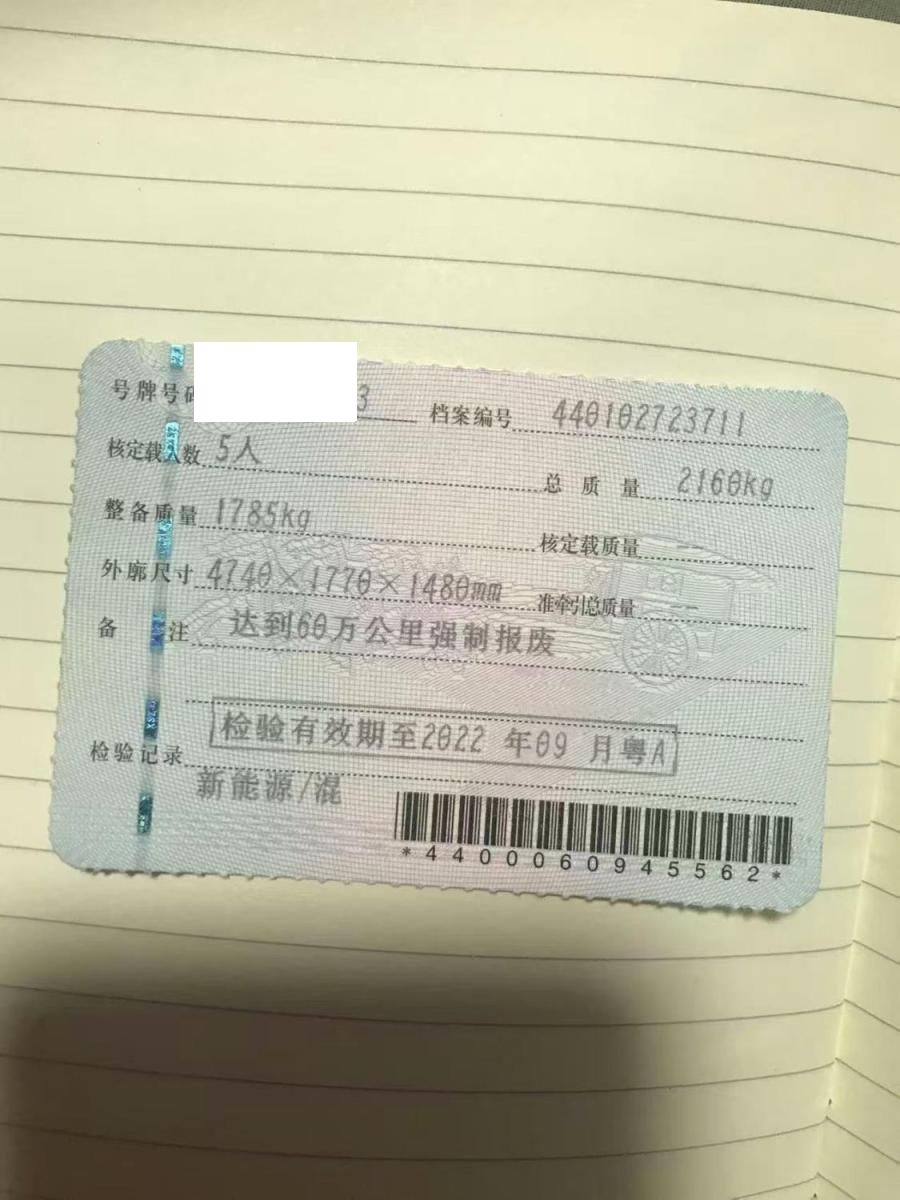 号牌号码 3 档案编号 440102723711
核定载人数 5人 总质量 2160kg
整备质量 1785kg 核定载质量 --
外廓尺寸 4740×1770×1480mm 准牵引总质量 --
备注 达到60万公里强制报废
检验记录 检验有效期至2022 年09 月粤A
新能源/混
*4400060945562*